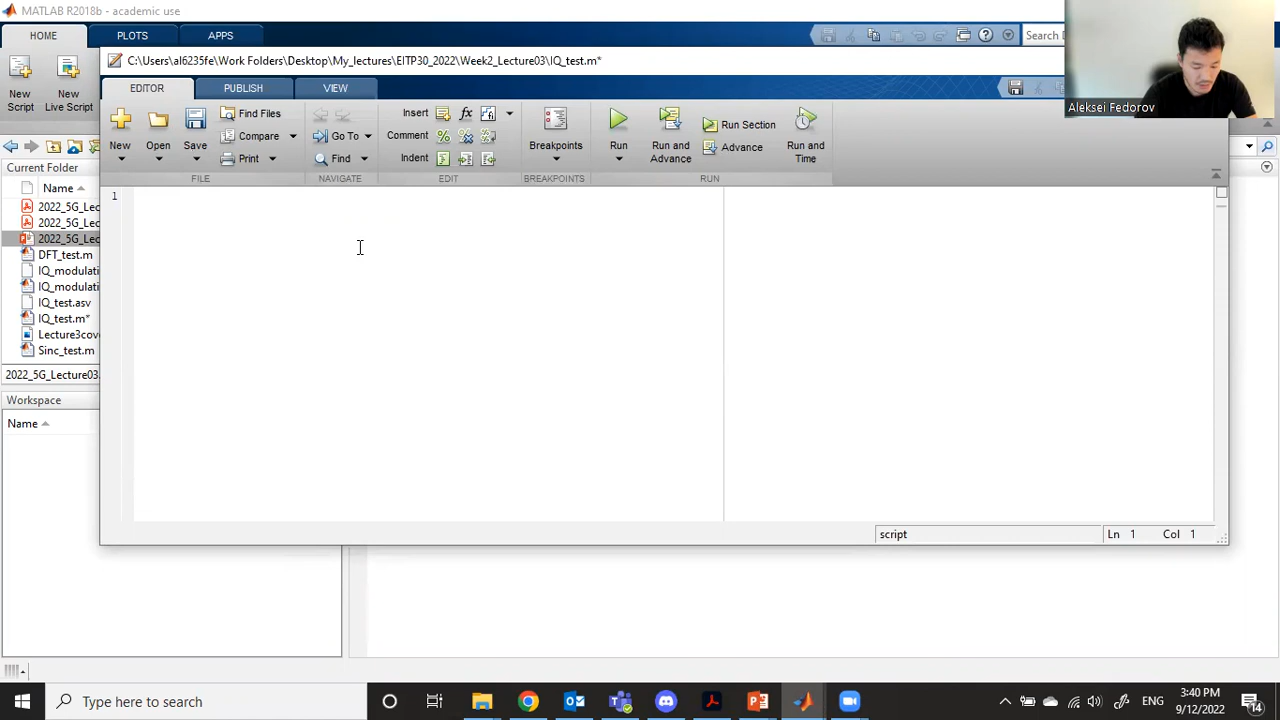 MATLAB R2018b - academic use
HOME PLOTS APPS
Search D
C:\Users\al6235fe\Work Folders\Desktop\My_lectures\EITP30_2022\Week2_Lecture03\IQ_test.m*
EDITOR PUBLISH VIEW
New Script
New Live Script
New
Open
Save
Find Files
Compare
Print
FILE
Go To
Find
NAVIGATE
Insert fx
Comment
Indent
EDIT
Breakpoints
BREAKPOINTS
Run
Run and Advance
Run Section
Advance
Run and Time
RUN
Aleksei Fedorov
Current Folder
Name
2022_5G_Lec
2022_5G_Lec
2022_5G_Lec
DFT_test.m
IQ_modulati
IQ_modulati
IQ_test.asv
IQ_test.m*
Lecture3cov
Sinc_test.m
2022_5G_Lecture03.
Workspace
Name
1
script Ln 1 Col 1
Type here to search
ENG
3:40 PM
9/12/2022
14